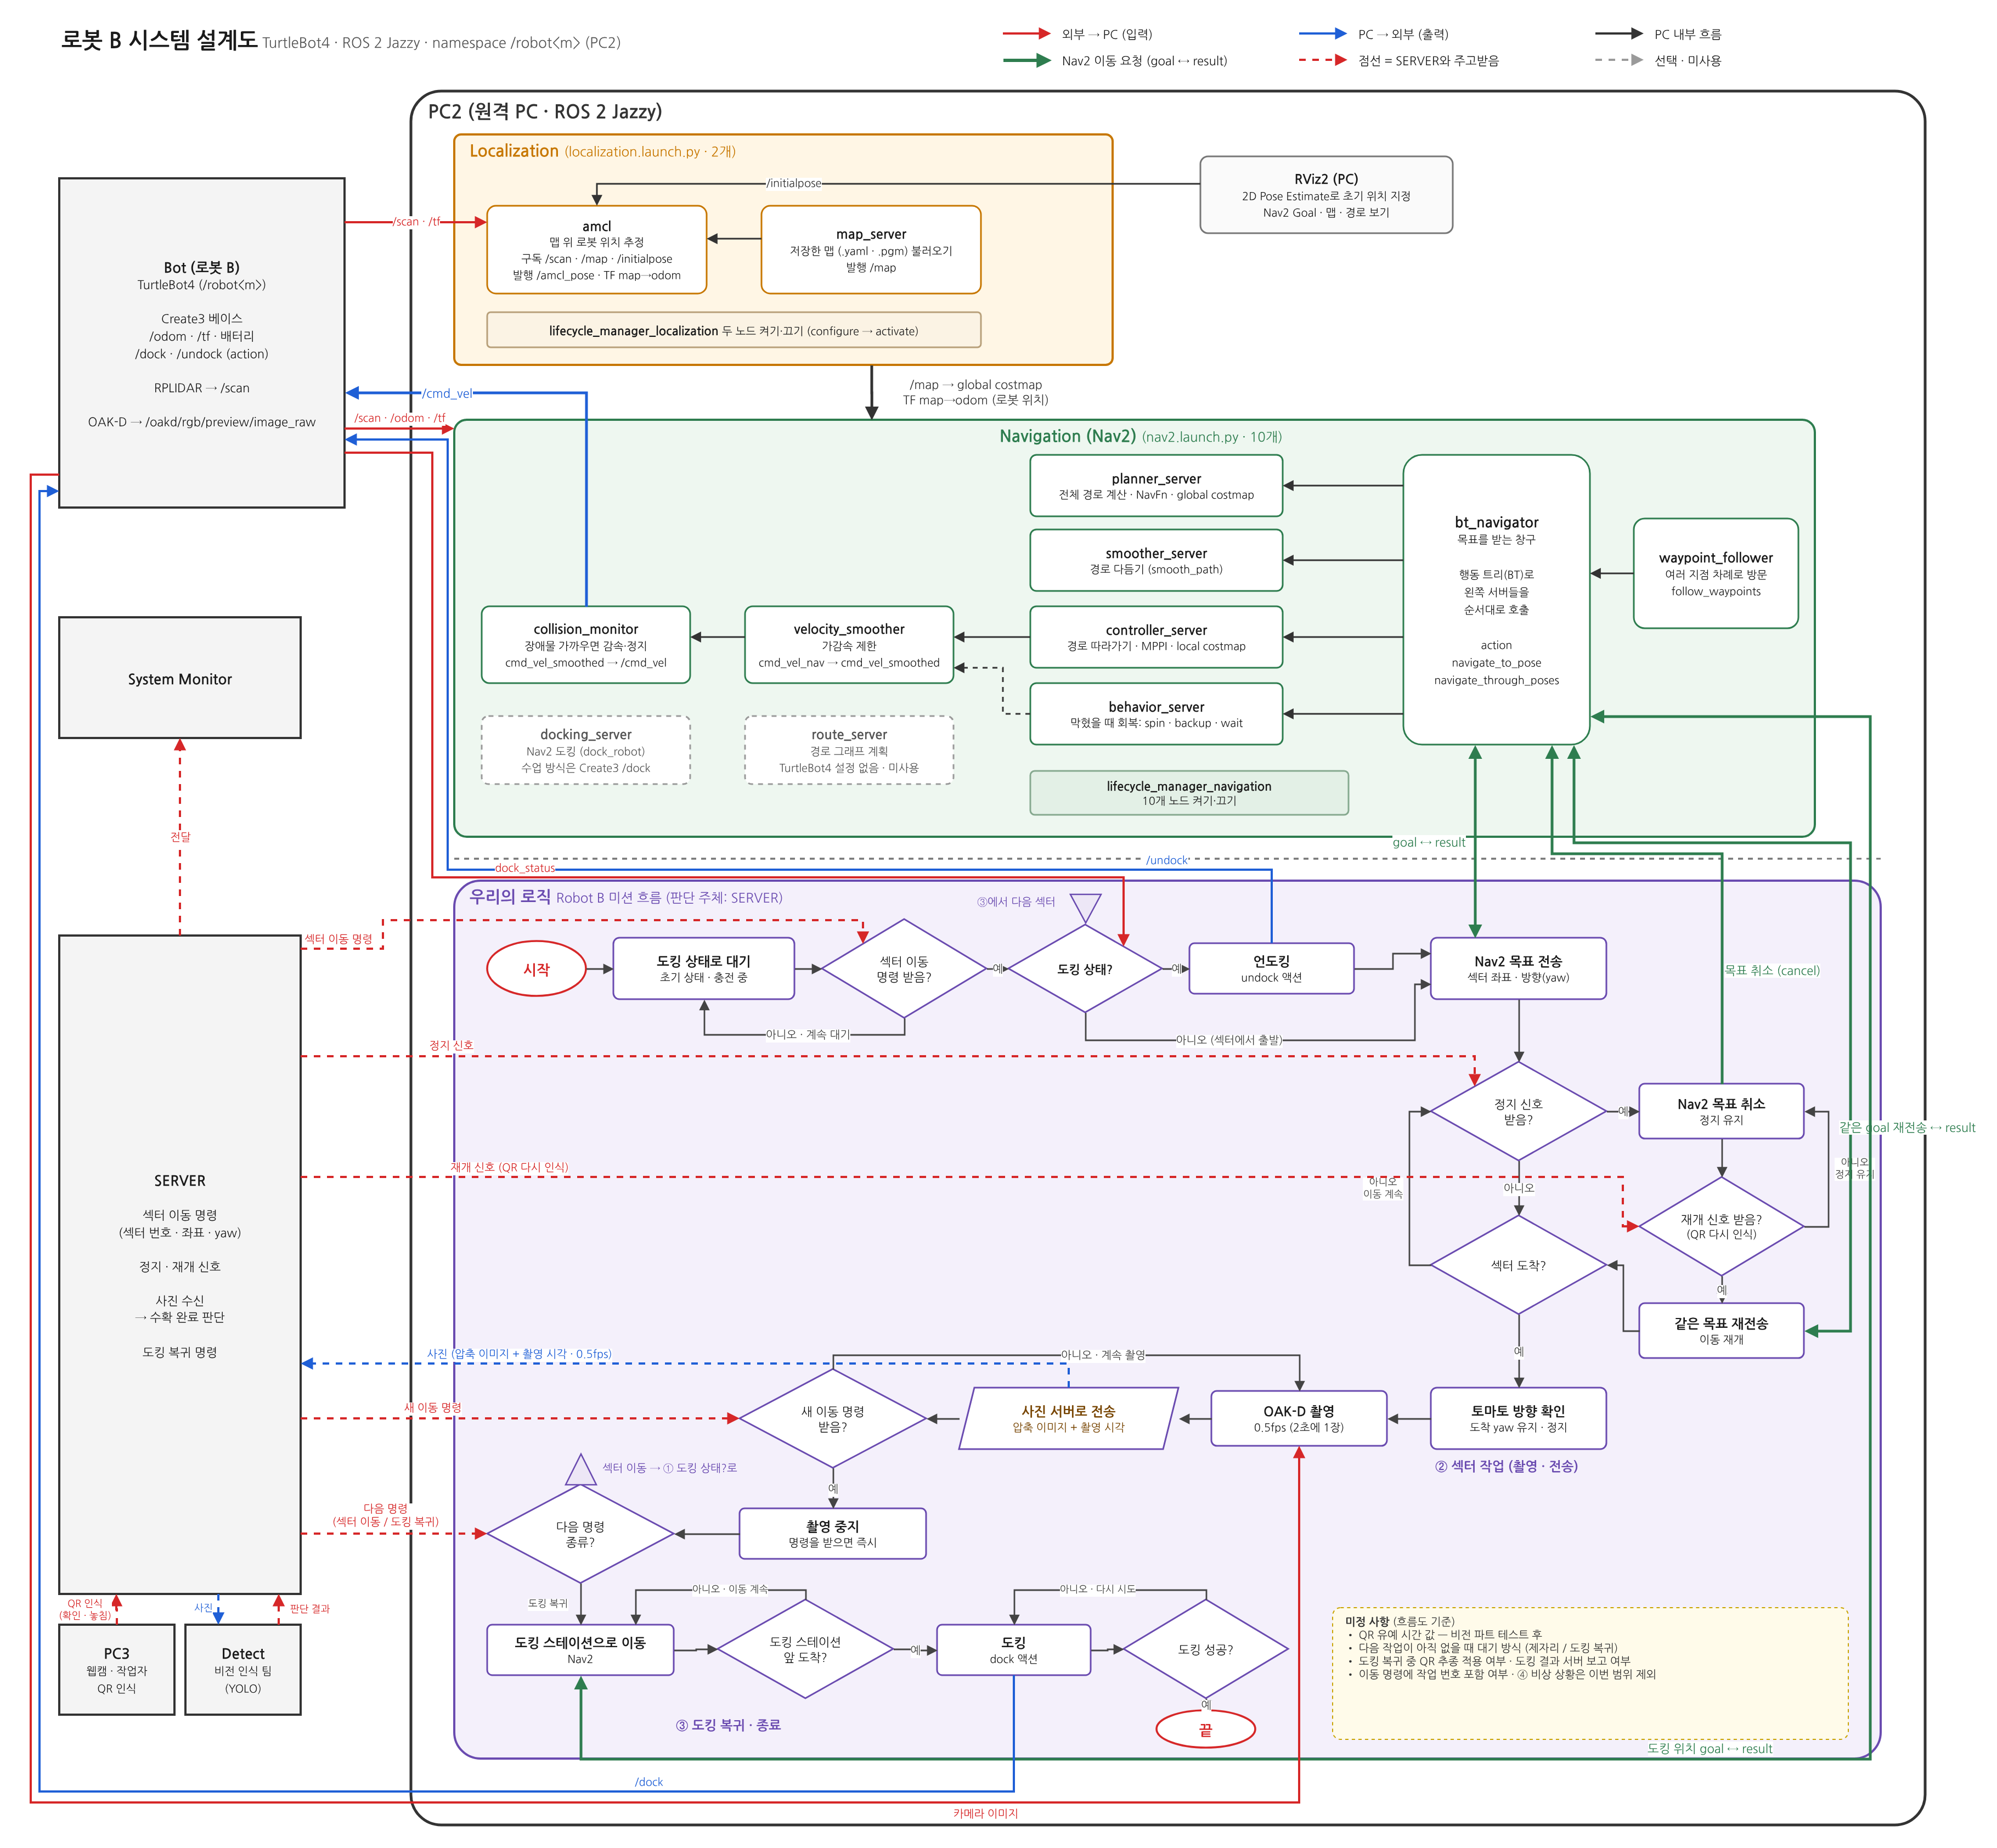 로봇 B 시스템 설계도 TurtleBot4 · ROS 2 Jazzy · namespace /robot<m> (PC2)
외부 → PC (입력)
PC → 외부 (출력)
PC 내부 흐름
Nav2 이동 요청 (goal ↔ result)
점선 = SERVER와 주고받음
선택 · 미사용
PC2 (원격 PC · ROS 2 Jazzy)
Localization (localization.launch.py · 2개)
/initialpose
RViz2 (PC)
2D Pose Estimate로 초기 위치 지정
Nav2 Goal · 맵 · 경로 보기
/scan · /tf
amcl
맵 위 로봇 위치 추정
구독 /scan · /map · /initialpose
발행 /amcl_pose · TF map→odom
map_server
저장한 맵 (.yaml · .pgm) 불러오기
발행 /map
lifecycle_manager_localization 두 노드 켜기·끄기 (configure → activate)
Bot (로봇 B)
TurtleBot4 (/robot<m>)
Create3 베이스
/odom · /tf · 배터리
/dock · /undock (action)
RPLIDAR → /scan
OAK-D → /oakd/rgb/preview/image_raw
/cmd_vel
/scan · /odom · /tf
/map → global costmap
TF map→odom (로봇 위치)
Navigation (Nav2) (nav2.launch.py · 10개)
planner_server
전체 경로 계산 · NavFn · global costmap
smoother_server
경로 다듬기 (smooth_path)
controller_server
경로 따라가기 · MPPI · local costmap
behavior_server
막혔을 때 회복: spin · backup · wait
bt_navigator
목표를 받는 창구
행동 트리(BT)로
왼쪽 서버들을
순서대로 호출
action
navigate_to_pose
navigate_through_poses
waypoint_follower
여러 지점 차례로 방문
follow_waypoints
collision_monitor
장애물 가까우면 감속·정지
cmd_vel_smoothed → /cmd_vel
velocity_smoother
가감속 제한
cmd_vel_nav → cmd_vel_smoothed
docking_server
Nav2 도킹 (dock_robot)
수업 방식은 Create3 /dock
route_server
경로 그래프 계획
TurtleBot4 설정 없음 · 미사용
lifecycle_manager_navigation
10개 노드 켜기·끄기
System Monitor
전달
goal ↔ result
/undock
dock_status
우리의 로직 Robot B 미션 흐름 (판단 주체: SERVER)
③에서 다음 섹터
섹터 이동 명령
시작
도킹 상태로 대기
초기 상태 · 충전 중
섹터 이동
명령 받음?
예
도킹 상태?
예
언도킹
undock 액션
Nav2 목표 전송
섹터 좌표 · 방향(yaw)
목표 취소 (cancel)
아니오 · 계속 대기
아니오 (섹터에서 출발)
정지 신호
정지 신호
받음?
예
Nav2 목표 취소
정지 유지
같은 goal 재전송 ↔ result
재개 신호 (QR 다시 인식)
아니오
이동 계속
아니오
아니오
정지 유지
재개 신호 받음?
(QR 다시 인식)
섹터 도착?
예
같은 목표 재전송
이동 재개
예
SERVER
섹터 이동 명령
(섹터 번호 · 좌표 · yaw)
정지 · 재개 신호
사진 수신
→ 수확 완료 판단
도킹 복귀 명령
사진 (압축 이미지 + 촬영 시각 · 0.5fps)
아니오 · 계속 촬영
새 이동 명령
새 이동 명령
받음?
사진 서버로 전송
압축 이미지 + 촬영 시각
OAK-D 촬영
0.5fps (2초에 1장)
토마토 방향 확인
도착 yaw 유지 · 정지
② 섹터 작업 (촬영 · 전송)
섹터 이동 → ① 도킹 상태?로
예
다음 명령
(섹터 이동 / 도킹 복귀)
다음 명령
종류?
촬영 중지
명령을 받으면 즉시
도킹 복귀
아니오 · 이동 계속
아니오 · 다시 시도
QR 인식
(확인 · 놓침)
사진
판단 결과
PC3
웹캠 · 작업자
QR 인식
Detect
비전 인식 팀
(YOLO)
도킹 스테이션으로 이동
Nav2
도킹 스테이션
앞 도착?
예
도킹
dock 액션
도킹 성공?
예
끝
③ 도킹 복귀 · 종료
미정 사항 (흐름도 기준)
• QR 유예 시간 값 — 비전 파트 테스트 후
• 다음 작업이 아직 없을 때 대기 방식 (제자리 / 도킹 복귀)
• 도킹 복귀 중 QR 추종 적용 여부 · 도킹 결과 서버 보고 여부
• 이동 명령에 작업 번호 포함 여부 · ④ 비상 상황은 이번 범위 제외
도킹 위치 goal ↔ result
/dock
카메라 이미지